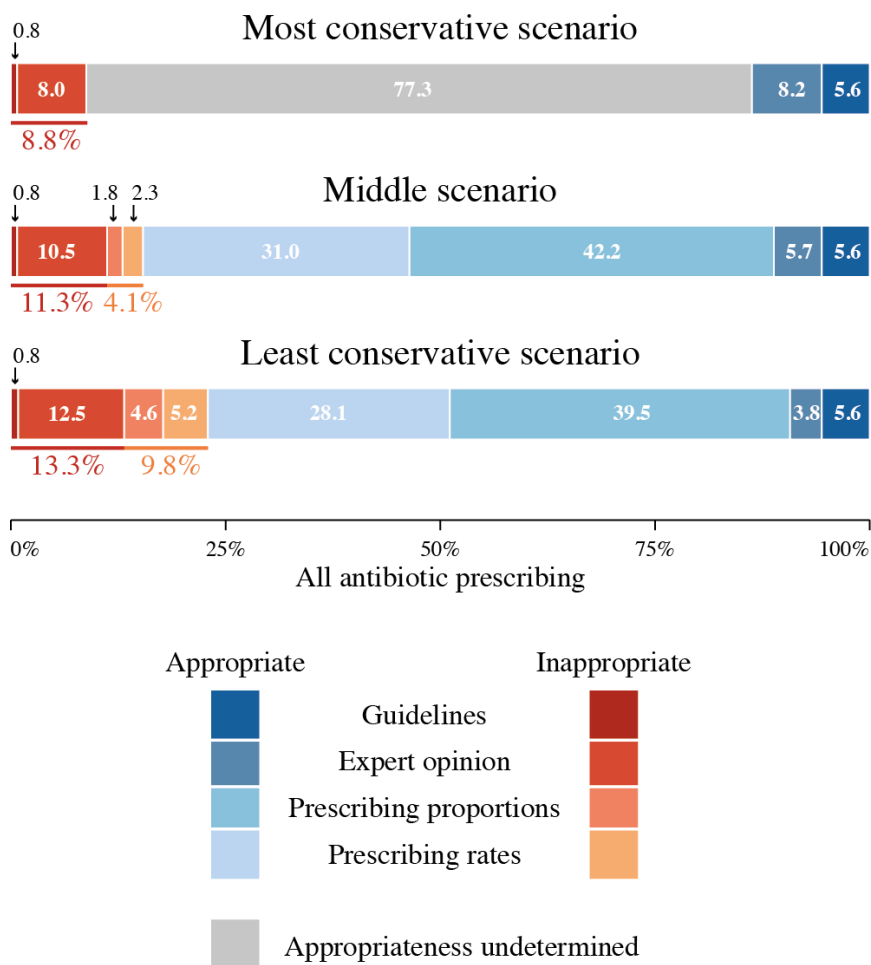 0.8
Most conservative scenario
8.0 77.3 8.2 5.6
8.8%
0.8 1.8 2.3
Middle scenario
10.5 31.0 42.2 5.7 5.6
11.3% 4.1%
0.8
Least conservative scenario
12.5 4.6 5.2 28.1 39.5 3.8 5.6
13.3% 9.8%
0% 25% 50% 75% 100%
All antibiotic prescribing
Appropriate Inappropriate
Guidelines
Expert opinion
Prescribing proportions
Prescribing rates
Appropriateness undetermined